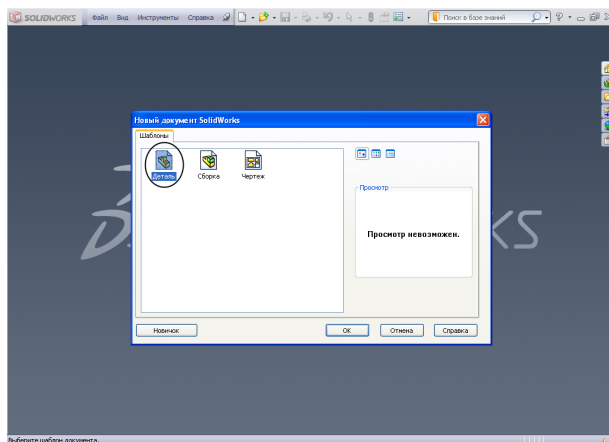 SOLIDWORKS Файл Вид Инструменты Справка Поиск в базе знаний
Новый документ SolidWorks
Шаблоны
Деталь Сборка Чертеж
Просмотр
Просмотр невозможен.
Новичок ОК Отмена Справка
Выберите шаблон документа.